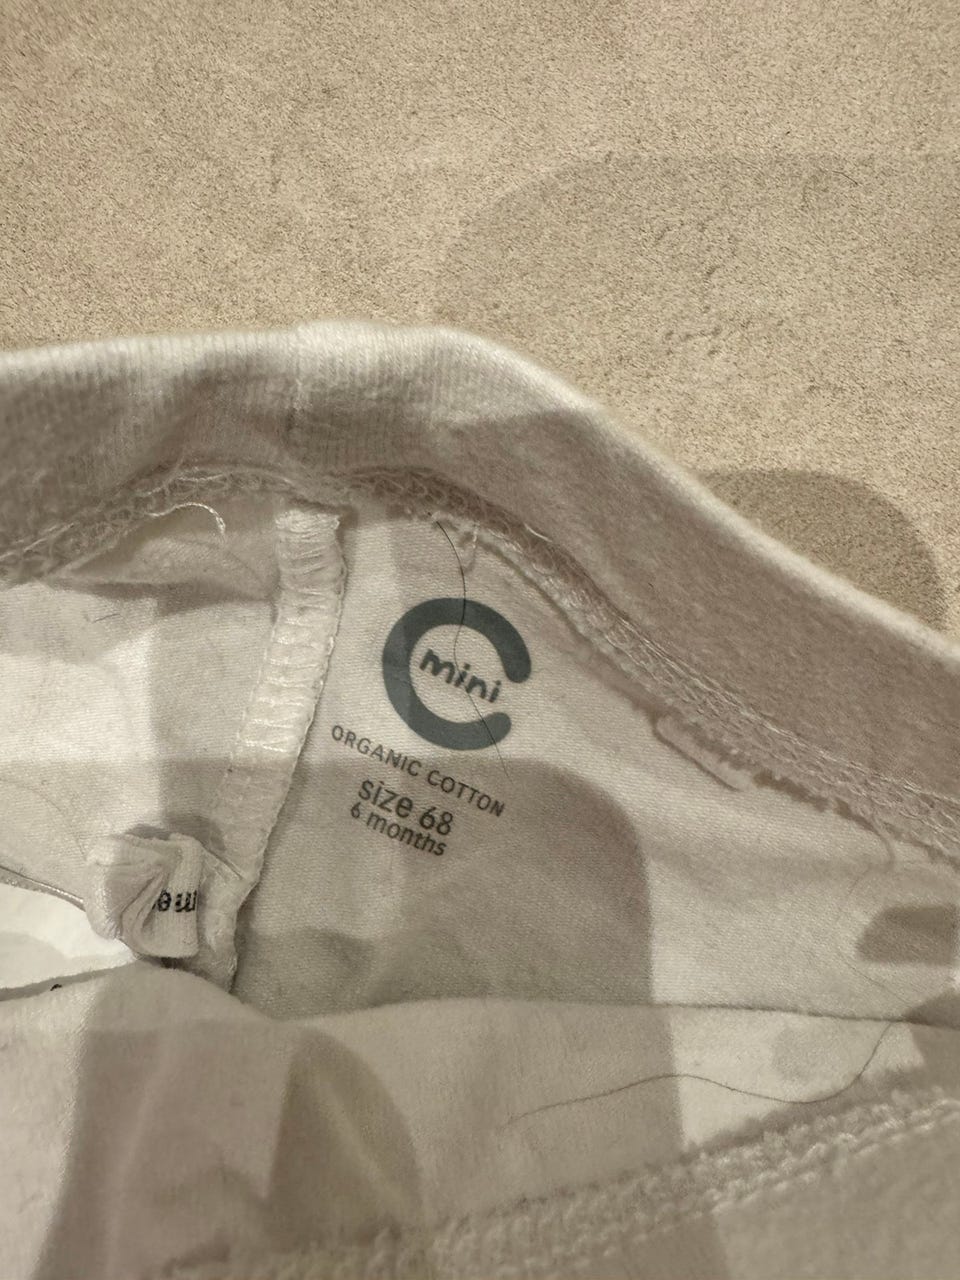 mini
ORGANIC COTTON
size 68
6 months